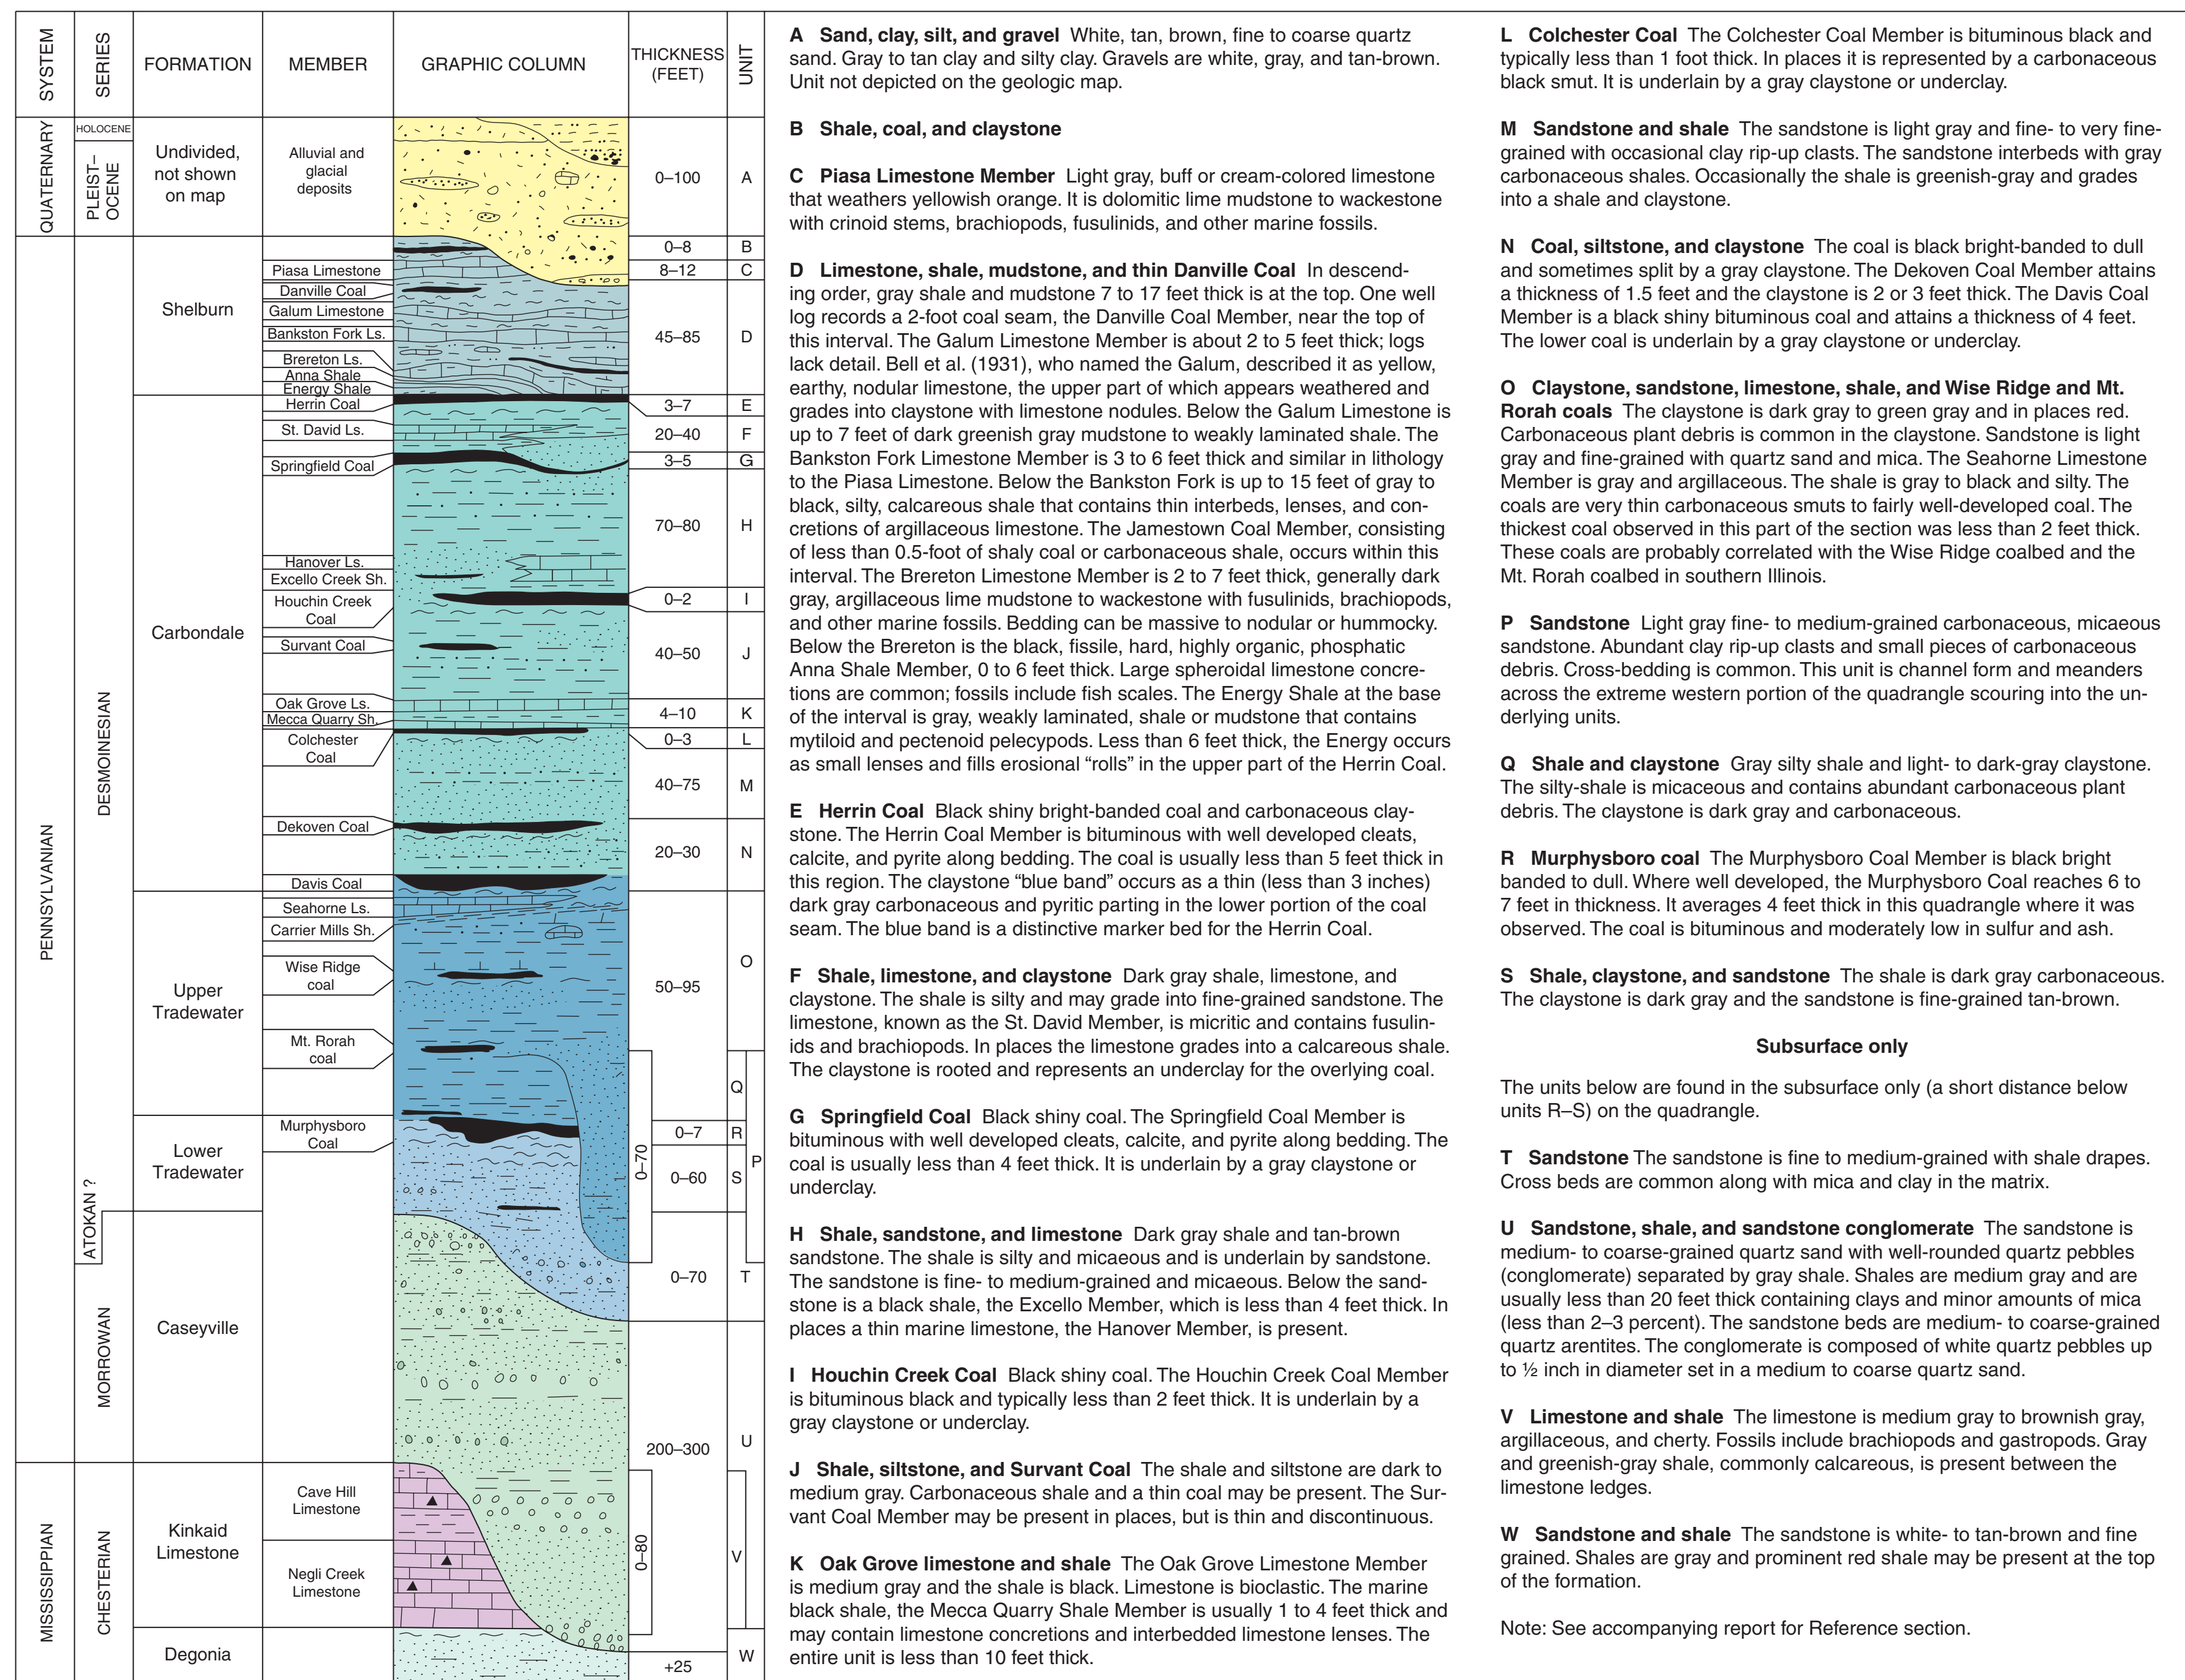 SYSTEM
SERIES
FORMATION
MEMBER
GRAPHIC COLUMN
THICKNESS
(FEET)
UNIT
QUATERNARY
HOLOCENE
PLEIST–
OCENE
Undivided,
not shown
on map
Alluvial and
glacial
deposits
0–100
A
PENNSYLVANIAN
DESMOINESIAN
Shelburn
0–8
B
Piasa Limestone
8–12
C
Danville Coal
Galum Limestone
Bankston Fork Ls.
45–85
D
Brereton Ls.
Anna Shale
Energy Shale
Carbondale
Herrin Coal
3–7
E
St. David Ls.
20–40
F
Springfield Coal
3–5
G
70–80
H
Hanover Ls.
Excello Creek Sh.
Houchin Creek
Coal
0–2
I
Survant Coal
40–50
J
Oak Grove Ls.
Mecca Quarry Sh.
4–10
K
Colchester
Coal
0–3
L
40–75
M
Dekoven Coal
20–30
N
Davis Coal
Upper
Tradewater
Seahorne Ls.
Carrier Mills Sh.
Wise Ridge
coal
50–95
O
Mt. Rorah
coal
Q
Lower
Tradewater
Murphysboro
Coal
0–7
R
0–70
P
0–60
S
ATOKAN ?
MORROWAN
Caseyville
0–70
T
200–300
U
MISSISSIPPIAN
CHESTERIAN
Kinkaid
Limestone
Cave Hill
Limestone
Negli Creek
Limestone
0–80
V
Degonia
+25
W
A Sand, clay, silt, and gravel White, tan, brown, fine to coarse quartz
sand. Gray to tan clay and silty clay. Gravels are white, gray, and tan-brown.
Unit not depicted on the geologic map.
B Shale, coal, and claystone
C Piasa Limestone Member Light gray, buff or cream-colored limestone
that weathers yellowish orange. It is dolomitic lime mudstone to wackestone
with crinoid stems, brachiopods, fusulinids, and other marine fossils.
D Limestone, shale, mudstone, and thin Danville Coal In descend-
ing order, gray shale and mudstone 7 to 17 feet thick is at the top. One well
log records a 2-foot coal seam, the Danville Coal Member, near the top of
this interval. The Galum Limestone Member is about 2 to 5 feet thick; logs
lack detail. Bell et al. (1931), who named the Galum, described it as yellow,
earthy, nodular limestone, the upper part of which appears weathered and
grades into claystone with limestone nodules. Below the Galum Limestone is
up to 7 feet of dark greenish gray mudstone to weakly laminated shale. The
Bankston Fork Limestone Member is 3 to 6 feet thick and similar in lithology
to the Piasa Limestone. Below the Bankston Fork is up to 15 feet of gray to
black, silty, calcareous shale that contains thin interbeds, lenses, and con-
cretions of argillaceous limestone. The Jamestown Coal Member, consisting
of less than 0.5-foot of shaly coal or carbonaceous shale, occurs within this
interval. The Brereton Limestone Member is 2 to 7 feet thick, generally dark
gray, argillaceous lime mudstone to wackestone with fusulinids, brachiopods,
and other marine fossils. Bedding can be massive to nodular or hummocky.
Below the Brereton is the black, fissile, hard, highly organic, phosphatic
Anna Shale Member, 0 to 6 feet thick. Large spheroidal limestone concre-
tions are common; fossils include fish scales. The Energy Shale at the base
of the interval is gray, weakly laminated, shale or mudstone that contains
mytiloid and pectenoid pelecypods. Less than 6 feet thick, the Energy occurs
as small lenses and fills erosional “rolls” in the upper part of the Herrin Coal.
E Herrin Coal Black shiny bright-banded coal and carbonaceous clay-
stone. The Herrin Coal Member is bituminous with well developed cleats,
calcite, and pyrite along bedding. The coal is usually less than 5 feet thick in
this region. The claystone “blue band” occurs as a thin (less than 3 inches)
dark gray carbonaceous and pyritic parting in the lower portion of the coal
seam. The blue band is a distinctive marker bed for the Herrin Coal.
F Shale, limestone, and claystone Dark gray shale, limestone, and
claystone. The shale is silty and may grade into fine-grained sandstone. The
limestone, known as the St. David Member, is micritic and contains fusulin-
ids and brachiopods. In places the limestone grades into a calcareous shale.
The claystone is rooted and represents an underclay for the overlying coal.
G Springfield Coal Black shiny coal. The Springfield Coal Member is
bituminous with well developed cleats, calcite, and pyrite along bedding. The
coal is usually less than 4 feet thick. It is underlain by a gray claystone or
underclay.
H Shale, sandstone, and limestone Dark gray shale and tan-brown
sandstone. The shale is silty and micaeous and is underlain by sandstone.
The sandstone is fine- to medium-grained and micaeous. Below the sand-
stone is a black shale, the Excello Member, which is less than 4 feet thick. In
places a thin marine limestone, the Hanover Member, is present.
I Houchin Creek Coal Black shiny coal. The Houchin Creek Coal Member
is bituminous black and typically less than 2 feet thick. It is underlain by a
gray claystone or underclay.
J Shale, siltstone, and Survant Coal The shale and siltstone are dark to
medium gray. Carbonaceous shale and a thin coal may be present. The Sur-
vant Coal Member may be present in places, but is thin and discontinuous.
K Oak Grove limestone and shale The Oak Grove Limestone Member
is medium gray and the shale is black. Limestone is bioclastic. The marine
black shale, the Mecca Quarry Shale Member is usually 1 to 4 feet thick and
may contain limestone concretions and interbedded limestone lenses. The
entire unit is less than 10 feet thick.
L Colchester Coal The Colchester Coal Member is bituminous black and
typically less than 1 foot thick. In places it is represented by a carbonaceous
black smut. It is underlain by a gray claystone or underclay.
M Sandstone and shale The sandstone is light gray and fine- to very fine-
grained with occasional clay rip-up clasts. The sandstone interbeds with gray
carbonaceous shales. Occasionally the shale is greenish-gray and grades
into a shale and claystone.
N Coal, siltstone, and claystone The coal is black bright-banded to dull
and sometimes split by a gray claystone. The Dekoven Coal Member attains
a thickness of 1.5 feet and the claystone is 2 or 3 feet thick. The Davis Coal
Member is a black shiny bituminous coal and attains a thickness of 4 feet.
The lower coal is underlain by a gray claystone or underclay.
O Claystone, sandstone, limestone, shale, and Wise Ridge and Mt.
Rorah coals The claystone is dark gray to green gray and in places red.
Carbonaceous plant debris is common in the claystone. Sandstone is light
gray and fine-grained with quartz sand and mica. The Seahorne Limestone
Member is gray and argillaceous. The shale is gray to black and silty. The
coals are very thin carbonaceous smuts to fairly well-developed coal. The
thickest coal observed in this part of the section was less than 2 feet thick.
These coals are probably correlated with the Wise Ridge coalbed and the
Mt. Rorah coalbed in southern Illinois.
P Sandstone Light gray fine- to medium-grained carbonaceous, micaeous
sandstone. Abundant clay rip-up clasts and small pieces of carbonaceous
debris. Cross-bedding is common. This unit is channel form and meanders
across the extreme western portion of the quadrangle scouring into the un-
derlying units.
Q Shale and claystone Gray silty shale and light- to dark-gray claystone.
The silty-shale is micaceous and contains abundant carbonaceous plant
debris. The claystone is dark gray and carbonaceous.
R Murphysboro coal The Murphysboro Coal Member is black bright
banded to dull. Where well developed, the Murphysboro Coal reaches 6 to
7 feet in thickness. It averages 4 feet thick in this quadrangle where it was
observed. The coal is bituminous and moderately low in sulfur and ash.
S Shale, claystone, and sandstone The shale is dark gray carbonaceous.
The claystone is dark gray and the sandstone is fine-grained tan-brown.
Subsurface only
The units below are found in the subsurface only (a short distance below
units R–S) on the quadrangle.
T Sandstone The sandstone is fine to medium-grained with shale drapes.
Cross beds are common along with mica and clay in the matrix.
U Sandstone, shale, and sandstone conglomerate The sandstone is
medium- to coarse-grained quartz sand with well-rounded quartz pebbles
(conglomerate) separated by gray shale. Shales are medium gray and are
usually less than 20 feet thick containing clays and minor amounts of mica
(less than 2–3 percent). The sandstone beds are medium- to coarse-grained
quartz arentites. The conglomerate is composed of white quartz pebbles up
to ½ inch in diameter set in a medium to coarse quartz sand.
V Limestone and shale The limestone is medium gray to brownish gray,
argillaceous, and cherty. Fossils include brachiopods and gastropods. Gray
and greenish-gray shale, commonly calcareous, is present between the
limestone ledges.
W Sandstone and shale The sandstone is white- to tan-brown and fine
grained. Shales are gray and prominent red shale may be present at the top
of the formation.
Note: See accompanying report for Reference section.